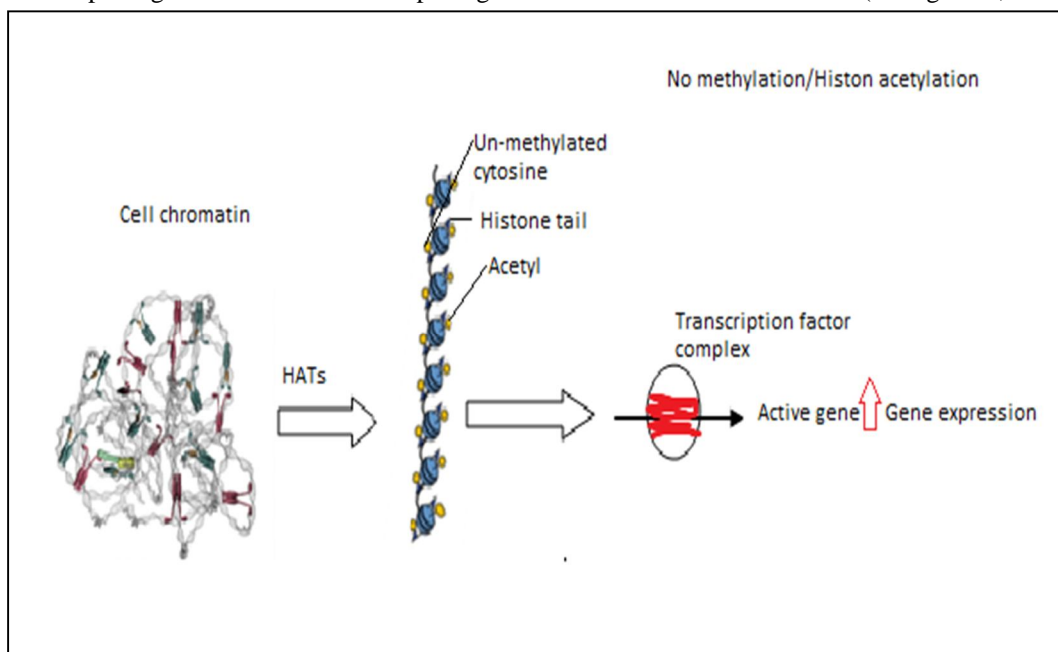 No methylation/Histon acetylation
Un-methylated
cytosine
Cell chromatin
Histone tail
Acetyl
Transcription factor
complex
HATs
Active gene Gene expression